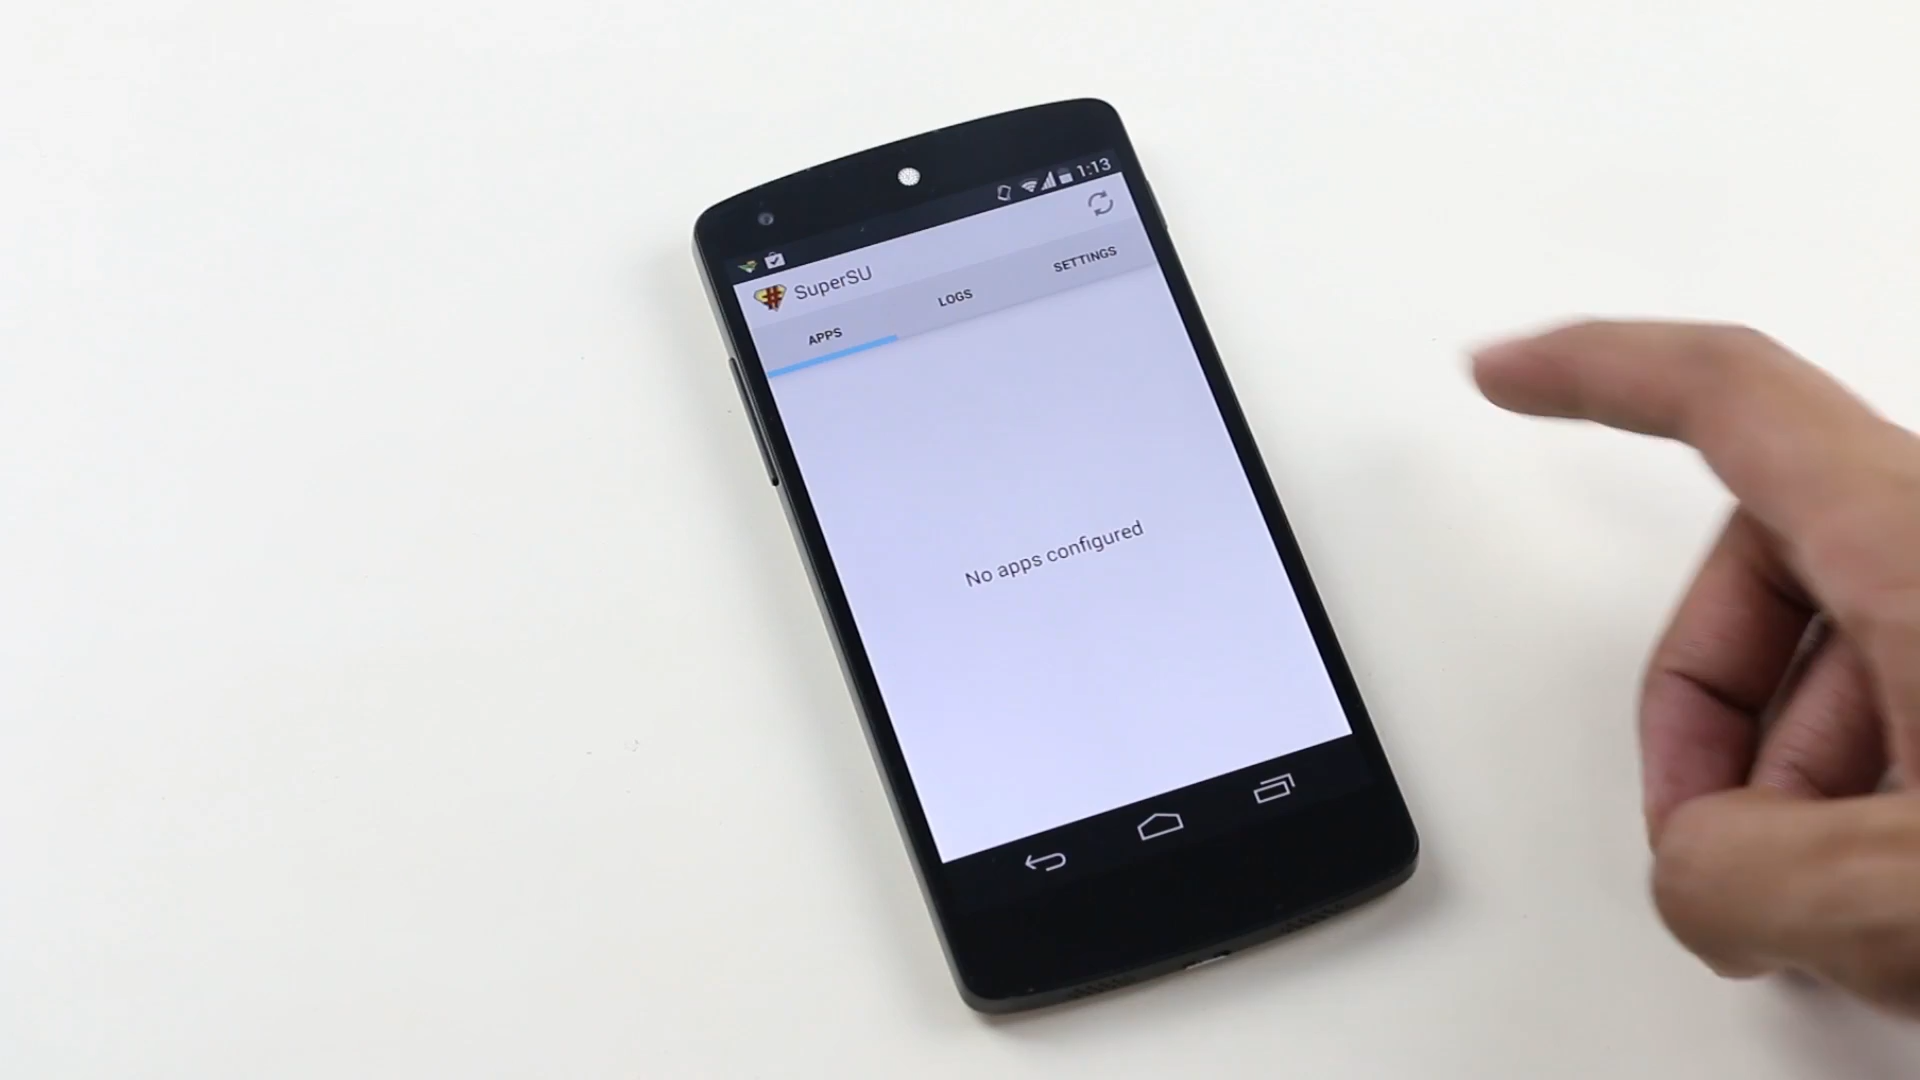 1:13
SuperSU
APPS
LOGS
SETTINGS
No apps configured